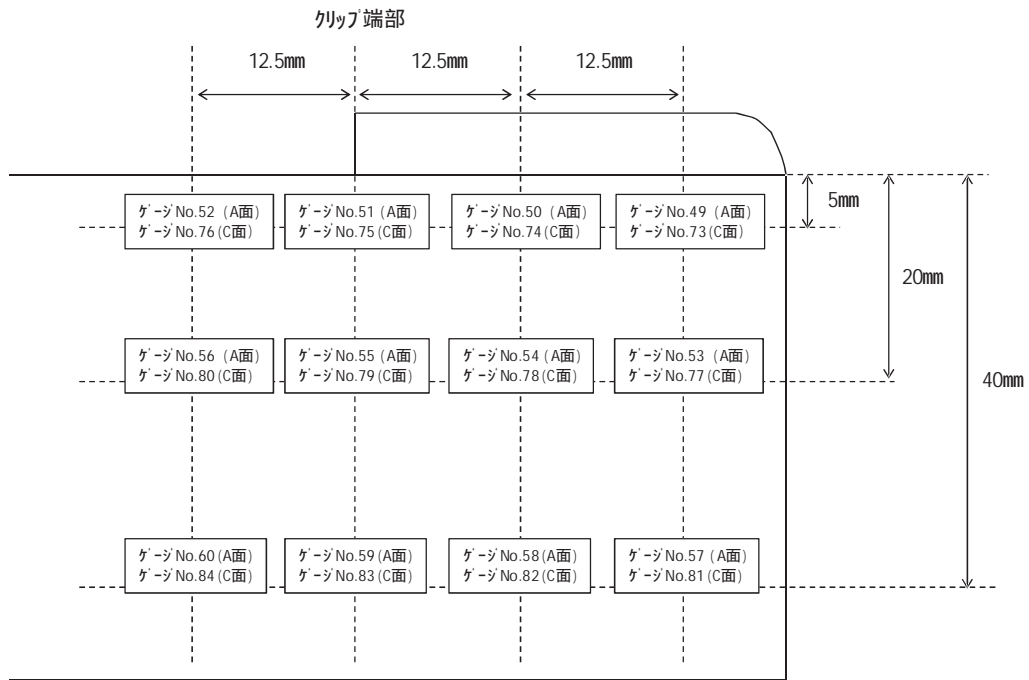 ｸﾘｯﾌﾟ端部
12.5㎜
12.5㎜
12.5㎜
ｹﾞｰｼﾞNo.52 (A面)
ｹﾞｰｼﾞNo.76(C面)
ｹﾞｰｼﾞNo.51 (A面)
ｹﾞｰｼﾞNo.75(C面)
ｹﾞｰｼﾞNo.50 (A面)
ｹﾞｰｼﾞNo.74(C面)
ｹﾞｰｼﾞNo.49 (A面)
ｹﾞｰｼﾞNo.73(C面)
5㎜
20㎜
ｹﾞｰｼﾞNo.56 (A面)
ｹﾞｰｼﾞNo.80(C面)
ｹﾞｰｼﾞNo.55 (A面)
ｹﾞｰｼﾞNo.79(C面)
ｹﾞｰｼﾞNo.54 (A面)
ｹﾞｰｼﾞNo.78(C面)
ｹﾞｰｼﾞNo.53 (A面)
ｹﾞｰｼﾞNo.77(C面)
40㎜
ｹﾞｰｼﾞNo.60(A面)
ｹﾞｰｼﾞNo.84(C面)
ｹﾞｰｼﾞNo.59(A面)
ｹﾞｰｼﾞNo.83(C面)
ｹﾞｰｼﾞNo.58(A面)
ｹﾞｰｼﾞNo.82(C面)
ｹﾞｰｼﾞNo.57 (A面)
ｹﾞｰｼﾞNo.81(C面)